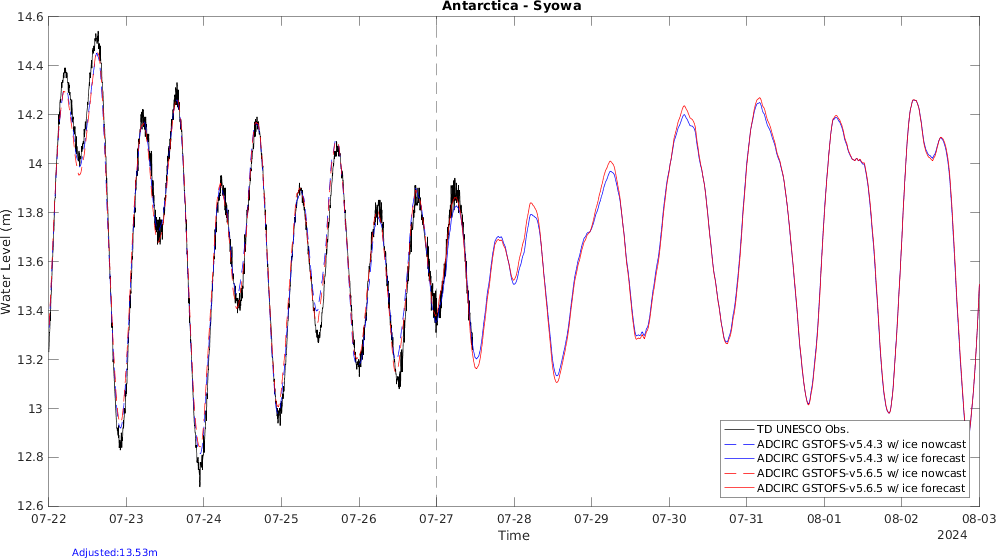 Antarctica - Syowa
14.6
14.4
14.2
14
13.8
13.6
13.4
13.2
13
12.8
12.6
Water Level (m)
07-22 07-23 07-24 07-25 07-26 07-27 07-28 07-29 07-30 07-31 08-01 08-02 08-03
Time
2024
TD UNESCO Obs.
ADCIRC GSTOFS-v5.4.3 w/ ice nowcast
ADCIRC GSTOFS-v5.4.3 w/ ice forecast
ADCIRC GSTOFS-v5.6.5 w/ ice nowcast
ADCIRC GSTOFS-v5.6.5 w/ ice forecast
Adjusted:13.53m